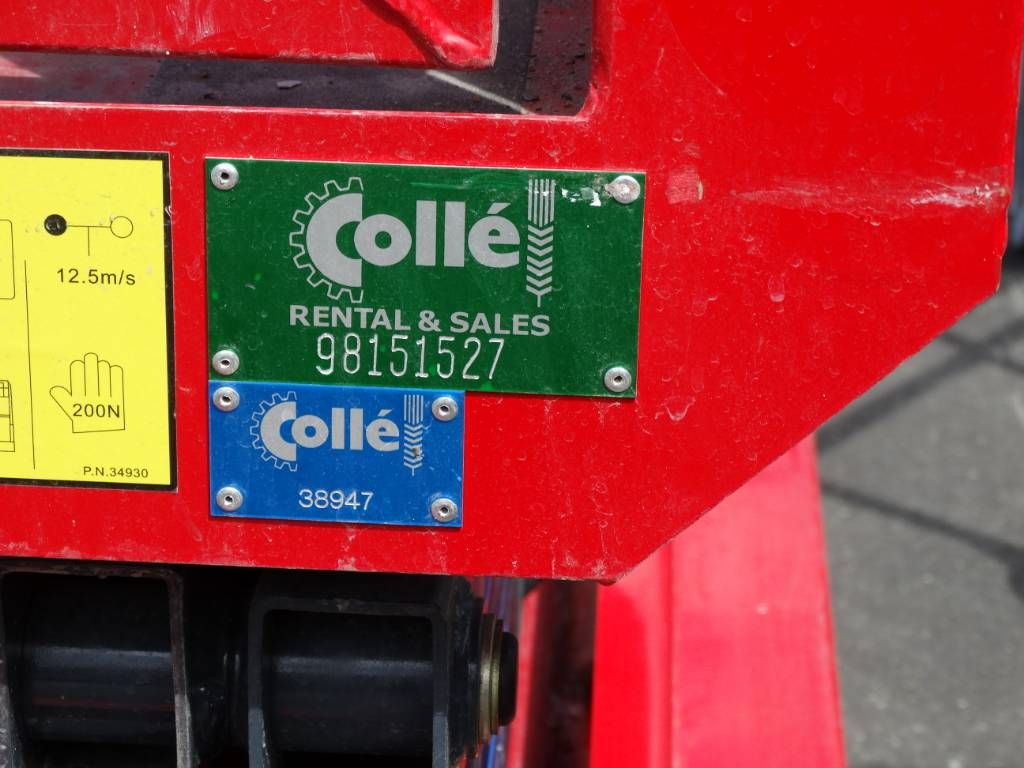 12.5m/s
200N
P.N.34930
Collé
RENTAL & SALES
98151527
Collé
38947